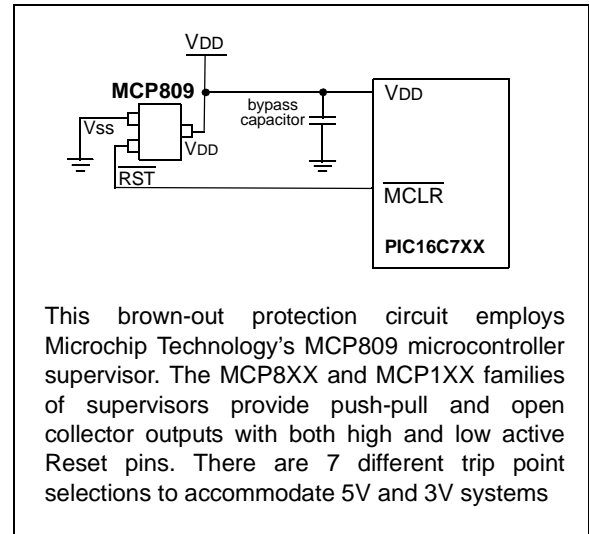 VDD
MCP809
VDD
bypass
capacitor
Vss
VDD
RST
MCLR
PIC16C7XX
This brown-out protection circuit employs
Microchip Technology's MCP809 microcontroller
supervisor. The MCP8XX and MCP1XX families
of supervisors provide push-pull and open
collector outputs with both high and low active
Reset pins. There are 7 different trip point
selections to accommodate 5V and 3V systems